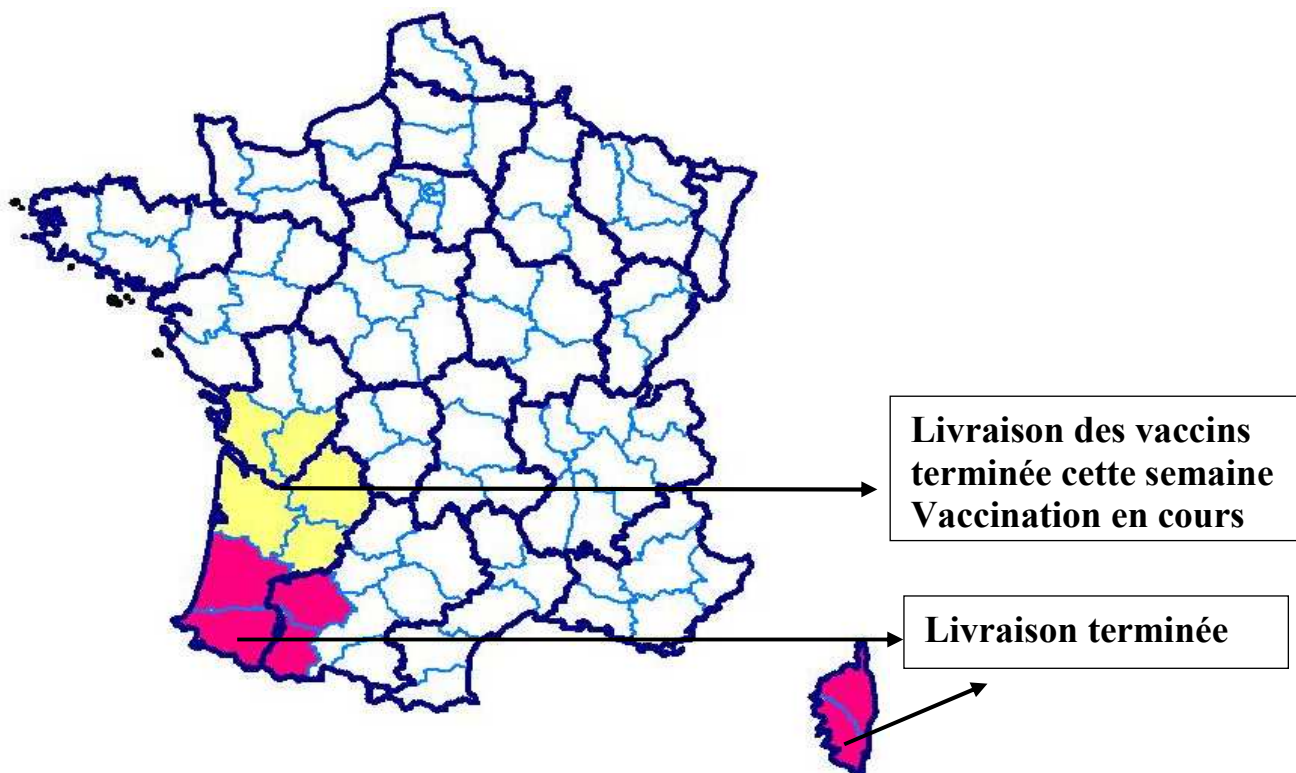 Livraison des vaccins
terminée cette semaine
Vaccination en cours
Livraison terminée